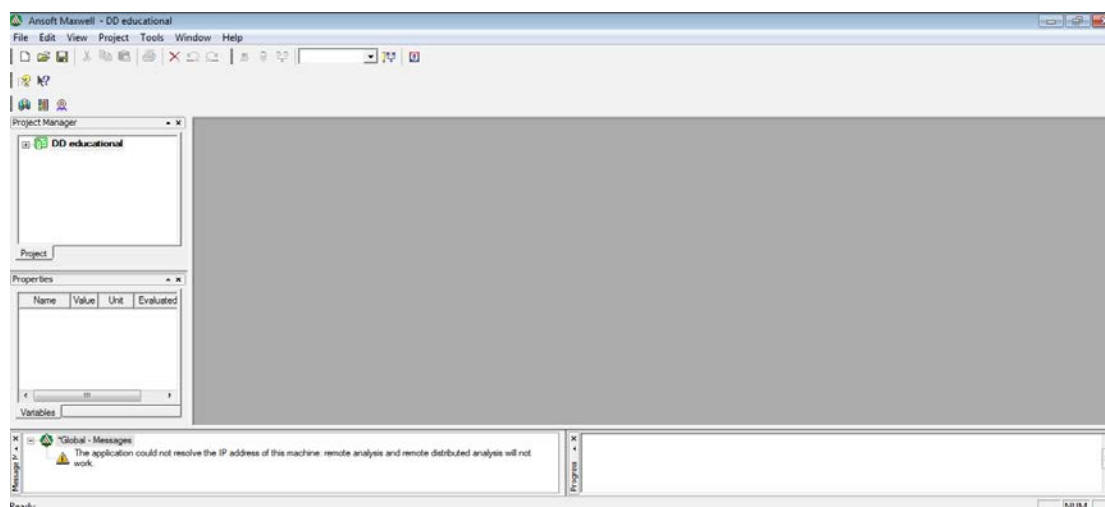 Ansoft Maxwell - DD educational
File Edit View Project Tools Window Help
Project Manager
DD educational
Project
Properties
Name Value Unit Evaluated
Variables
*Global - Messages
The application could not resolve the IP address of this machine: remote analysis and remote distributed analysis will not
work.
Message
Progress
Ready
NUM